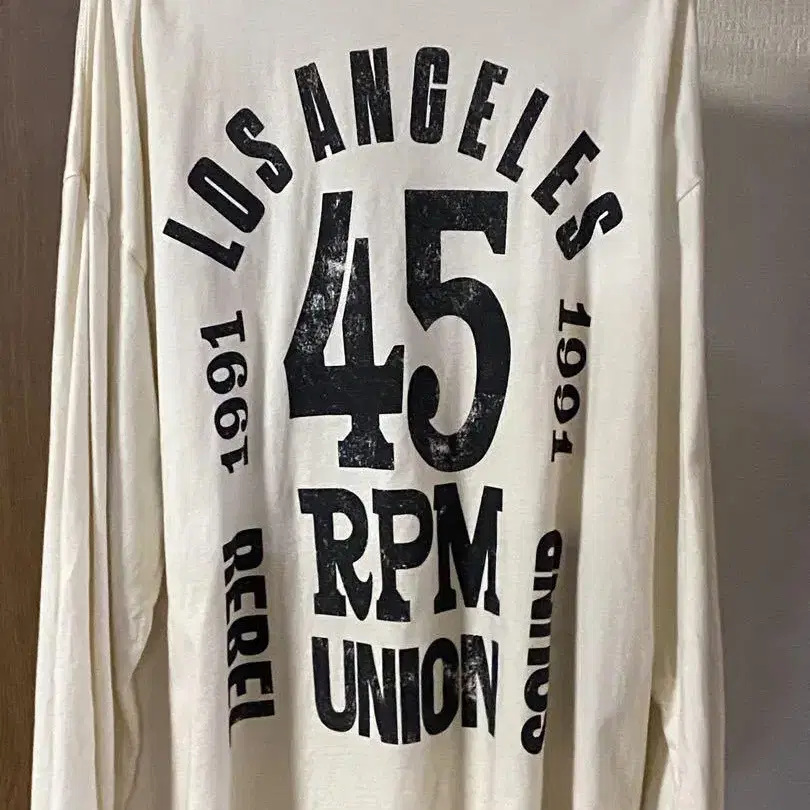 LOS ANGELES
45
RPM
UNION
1991
REBEL
1991